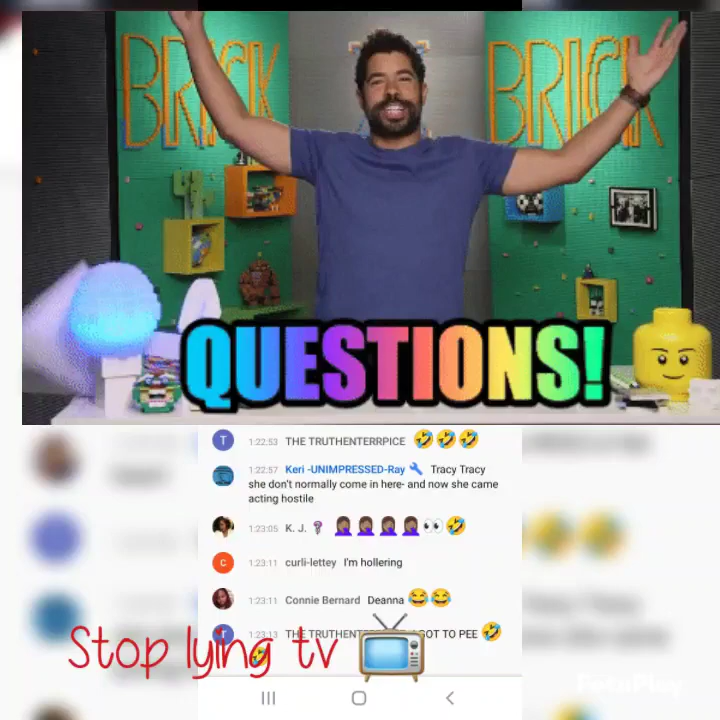 BRICK BRICK
QUESTIONS!
T 1:22:53 THE TRUTHENTERRPICE 🤣🤣🤣
1:22:57 Keri -UNIMPRESSED-Ray 🔧 Tracy Tracy
she don't normally come in here- and now she came
acting hostile
1:23:05 K. J. 🤦🏽‍♀️🤦🏽‍♀️🤦🏽‍♀️🤦🏽‍♀️👀🤣
C 1:23:11 curli-lettey I'm hollering
1:23:11 Connie Bernard Deanna 😂😂
T 1:23:13 THE TRUTHENT GOT TO PEE 🤣
🤣
Stop lying tv 📺